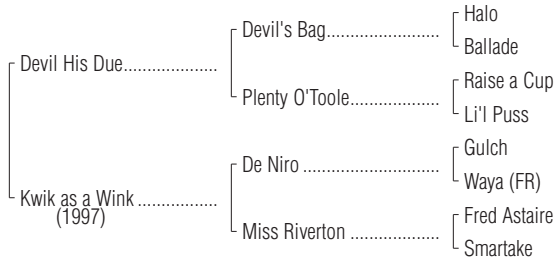 Halo
Devil's Bag......................
Ballade
Devil His Due..................
Raise a Cup
Plenty O'Toole..................
Li'l Puss
Gulch
De Niro ...........................
Waya (FR)
Kwik as a Wink ...............
(1997)
Fred Astaire
Miss Riverton ..................
Smartake